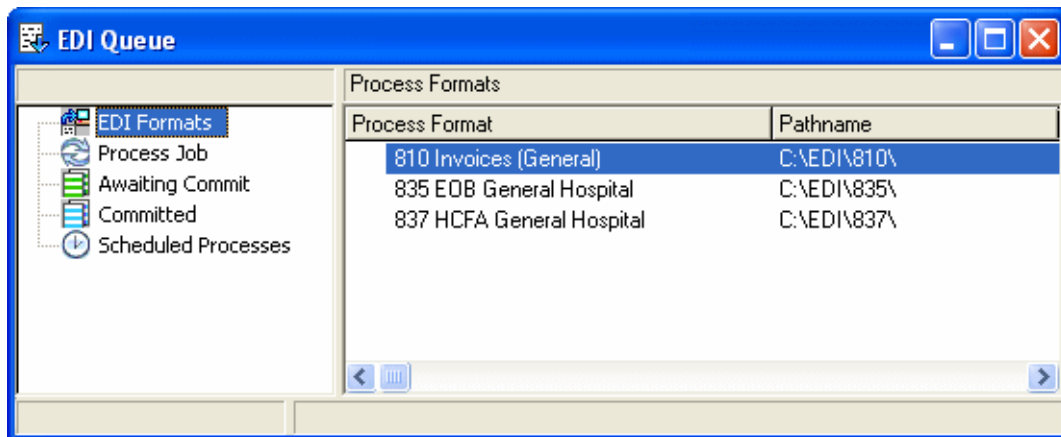 EDI Queue
Process Formats
EDI Formats
Process Job
Awaiting Commit
Committed
Scheduled Processes
Process Format Pathname
810 Invoices (General) C:\EDI\810\
835 EOB General Hospital C:\EDI\835\
837 HCFA General Hospital C:\EDI\837\